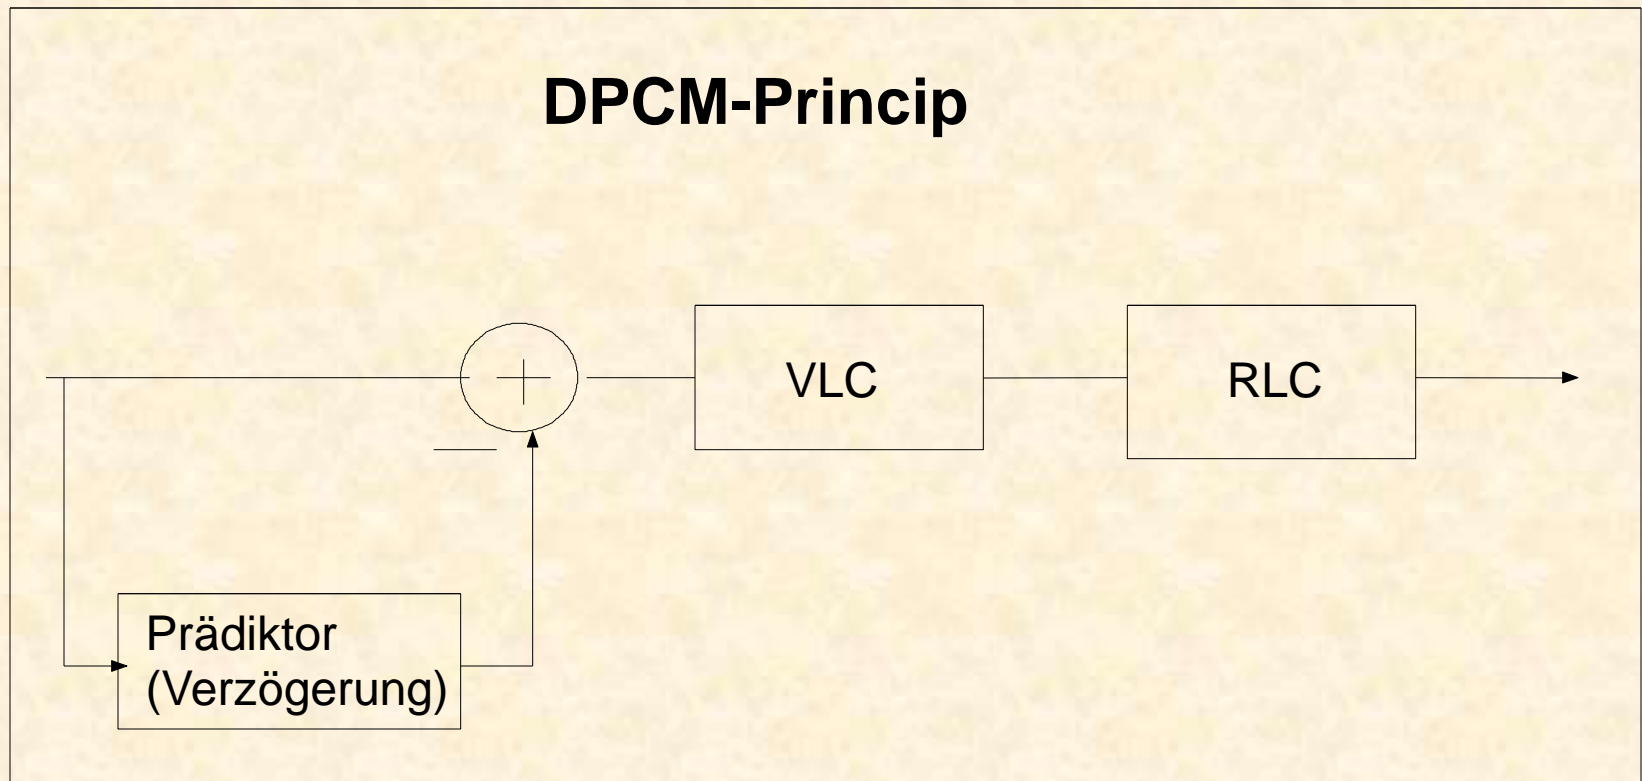 DPCM-Princip
VLC
RLC
Prädiktor
(Verzögerung)